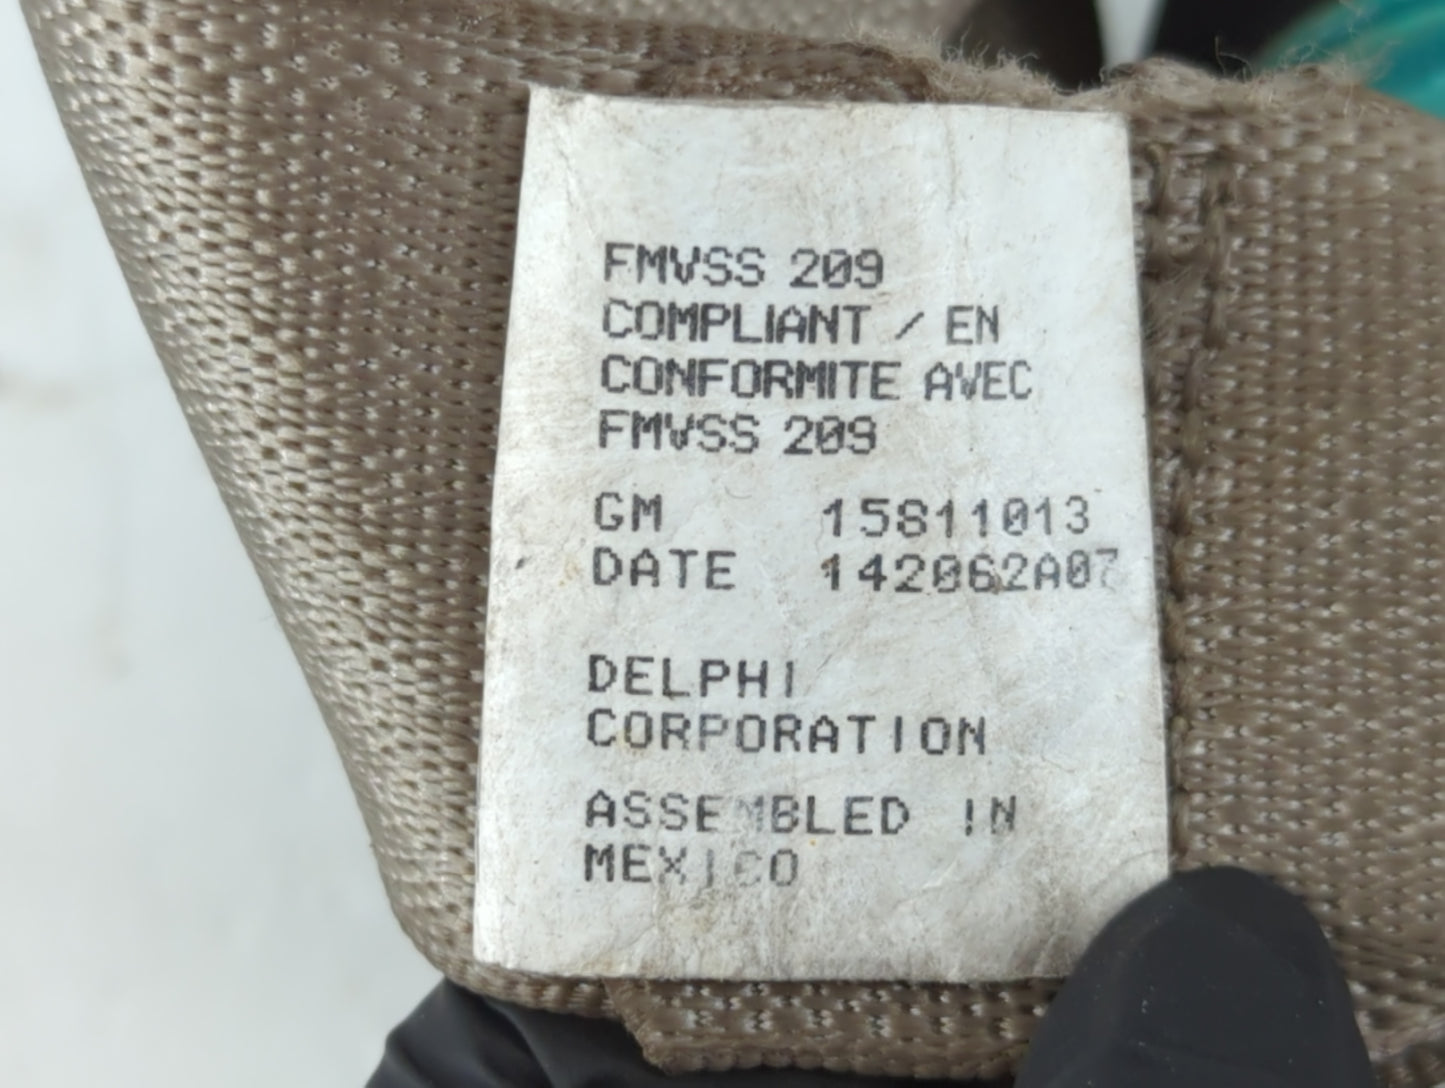 FMVSS 209
COMPLIANT / EN
CONFORMITE AVEC
FMVSS 209
GM 15811013
DATE 142062A07
DELPHI
CORPORATION
ASSEMBLED IN
MEXICO